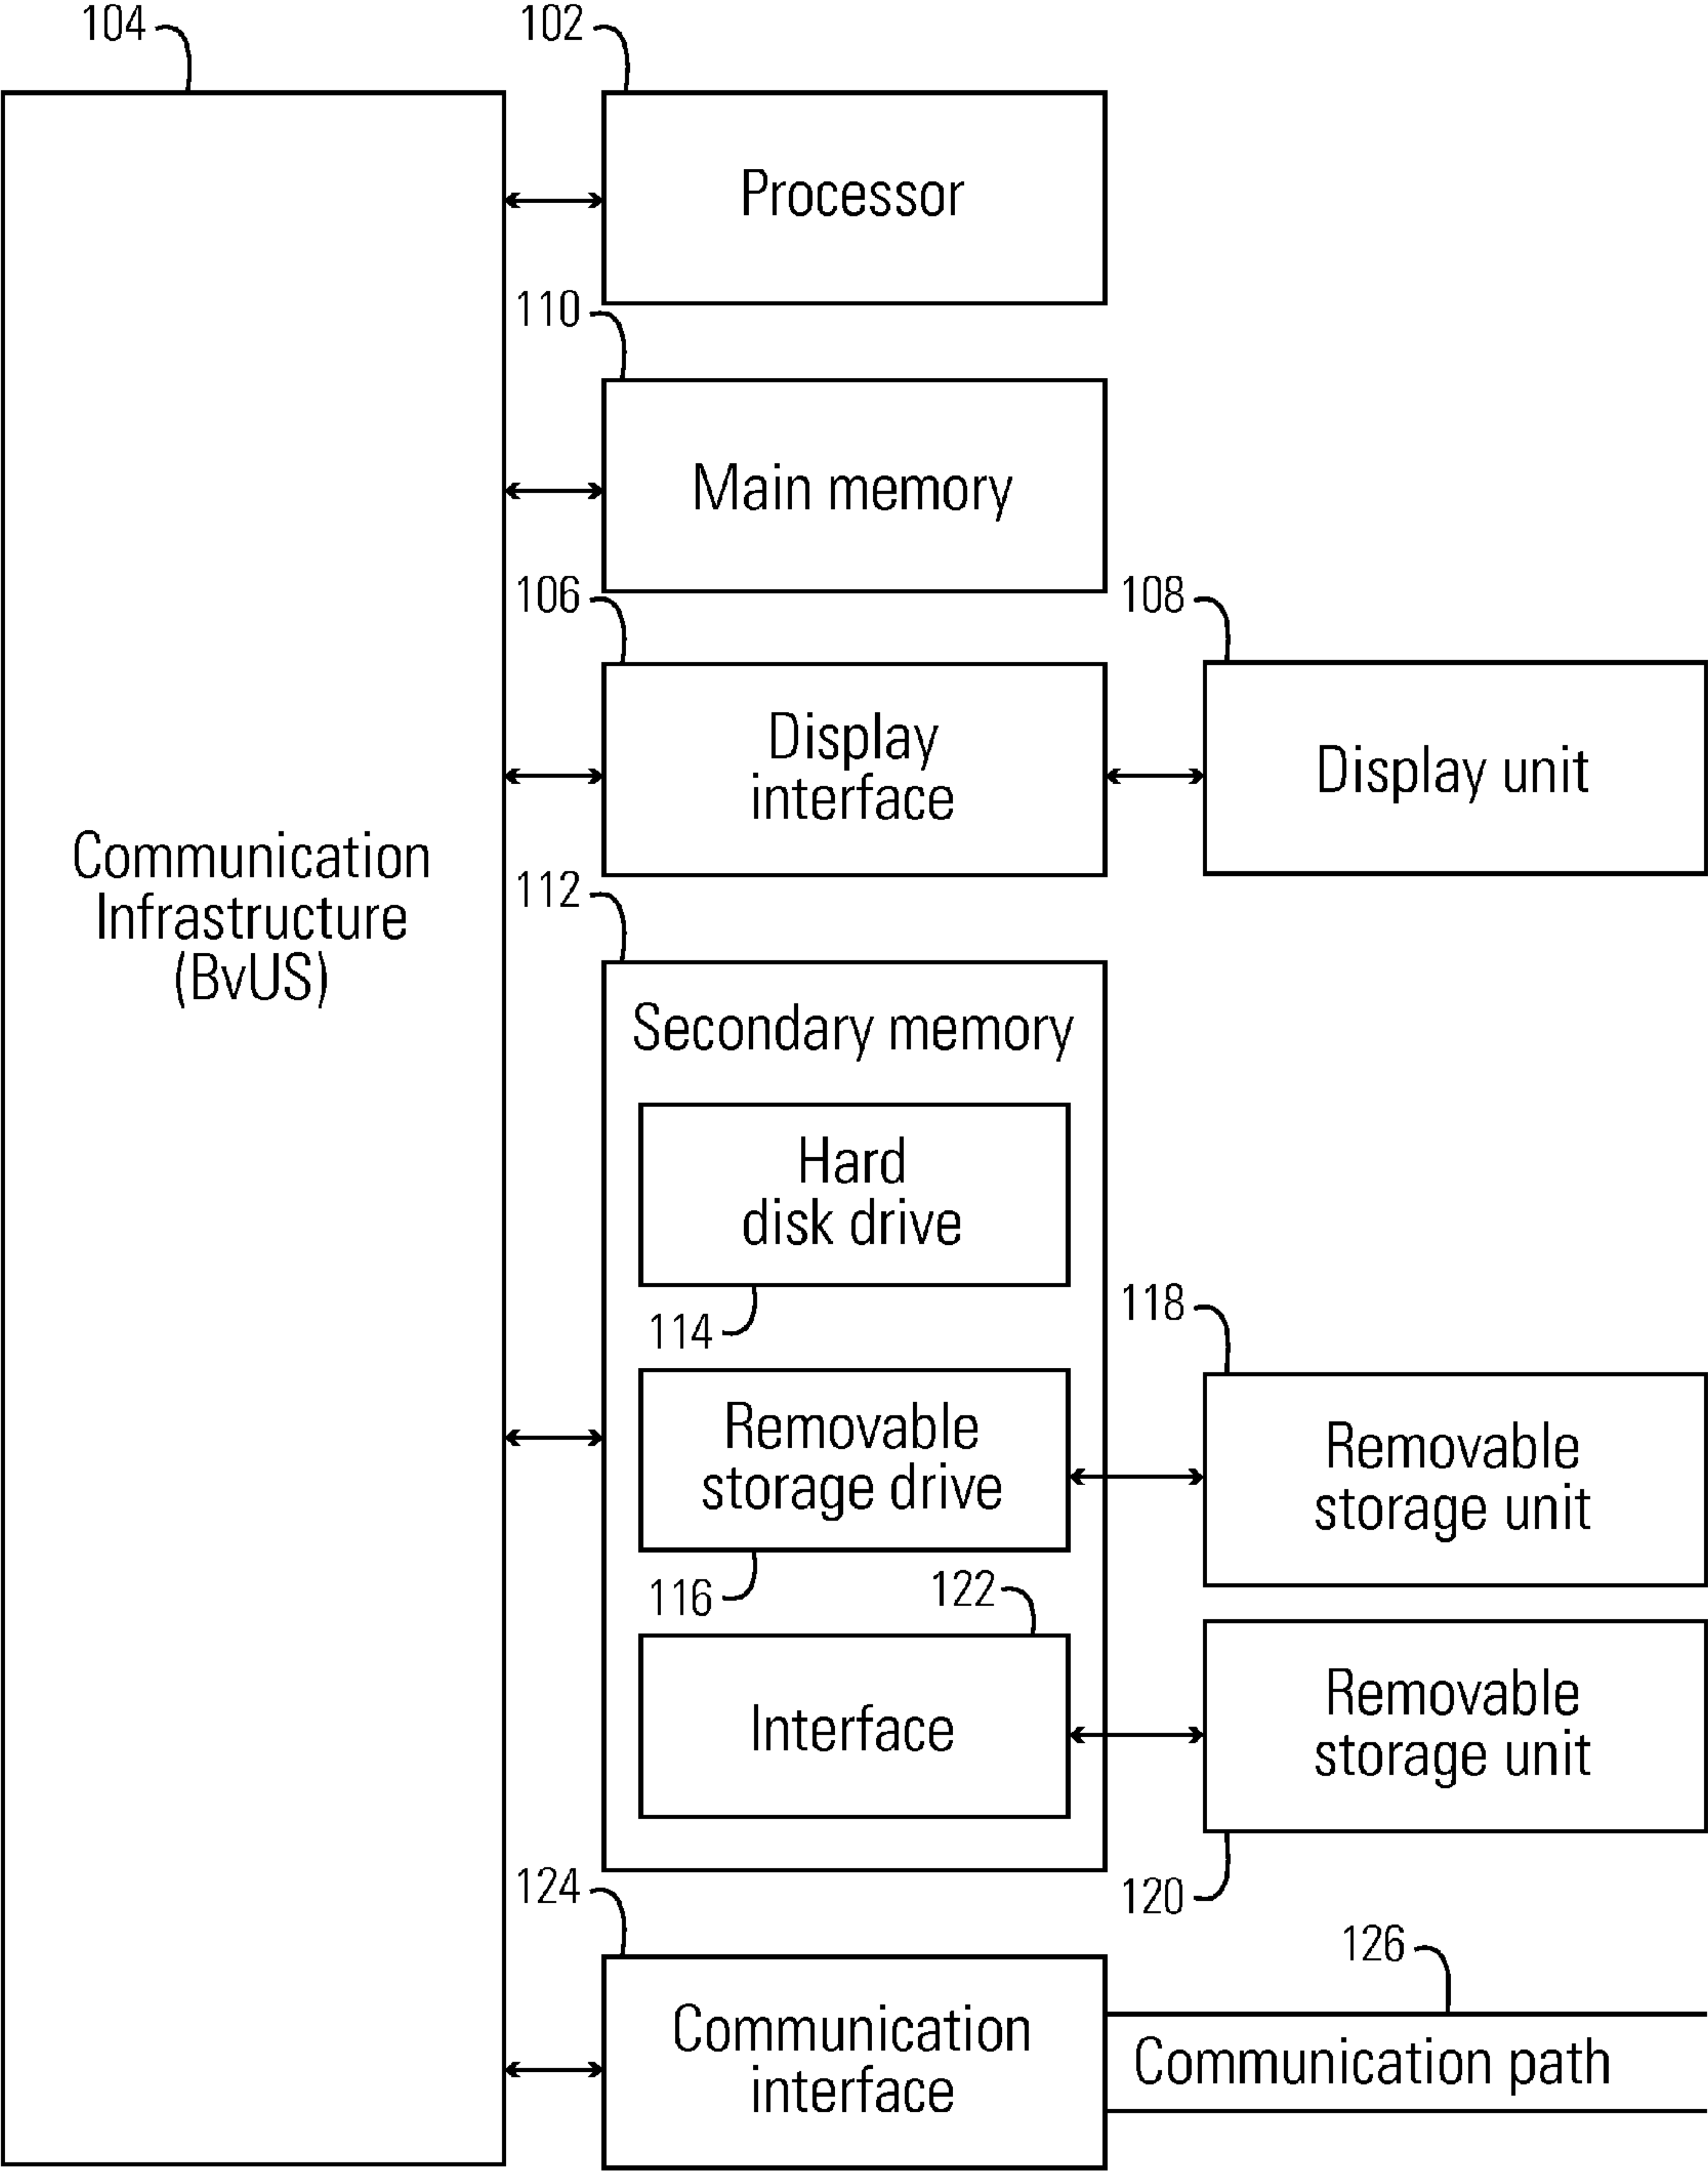 104
102
Processor
110
Main memory
106
108
Display
interface
Display unit
Communication
Infrastructure
(BvUS)
112
Secondary memory
Hard
disk drive
114
118
Removable
storage drive
Removable
storage unit
116
122
Interface
Removable
storage unit
120
124
126
Communication
interface
Communication path